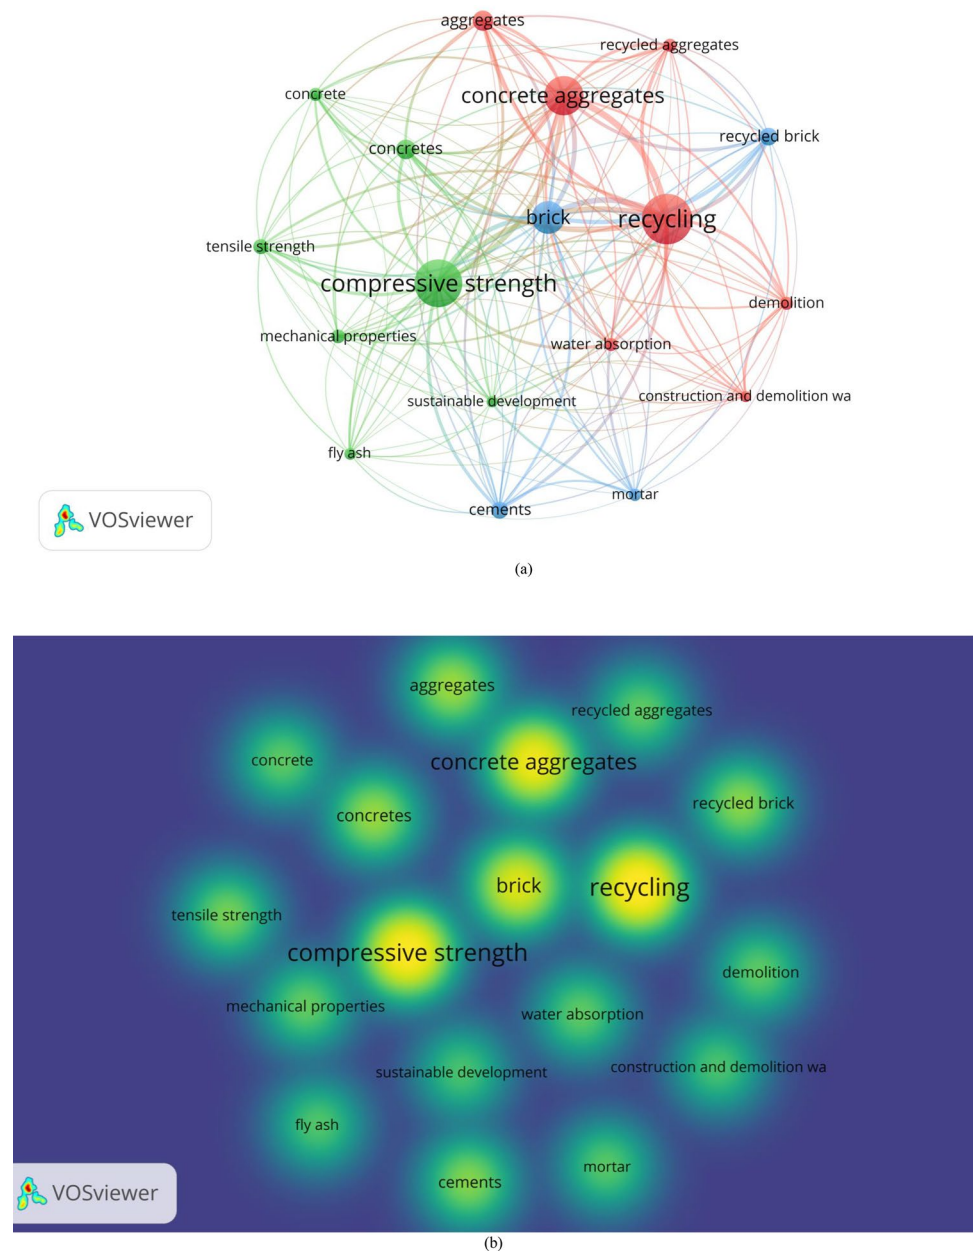 aggregates
recycled aggregates
concrete
concrete aggregates
recycled brick
concretes
brick
recycling
tensile strength
compressive strength
demolition
mechanical properties
water absorption
sustainable development
construction and demolition wa
fly ash
mortar
cements
VOSviewer
(a)
aggregates
recycled aggregates
concrete
concrete aggregates
recycled brick
concretes
brick
recycling
tensile strength
compressive strength
demolition
mechanical properties
water absorption
sustainable development
construction and demolition wa
fly ash
mortar
cements
VOSviewer
(b)